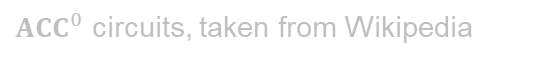 ACC⁰ circuits, taken from Wikipedia